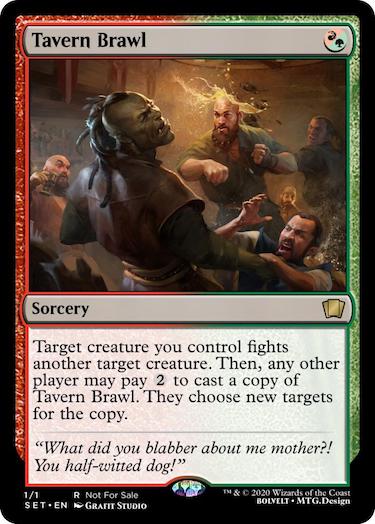 Tavern Brawl
Sorcery
Target creature you control fights
another target creature. Then, any other
player may pay 2 to cast a copy of
Tavern Brawl. They choose new targets
for the copy.
“What did you blabber about me mother?!
You half-witted dog!”
1/1 R Not For Sale
SET • EN Grafit Studio
™ & © 2020 Wizards of the Coast
BOLVELT • MTG.Design